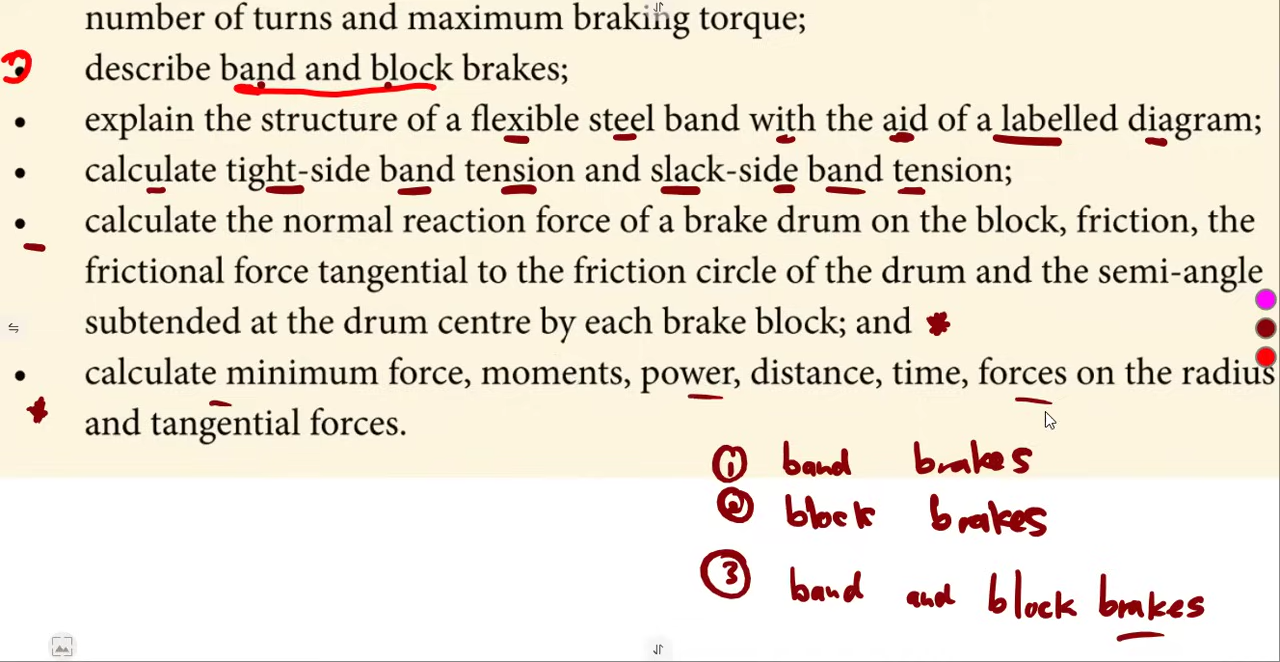 number of turns and maximum braking torque;
• describe band and block brakes;
• explain the structure of a flexible steel band with the aid of a labelled diagram;
• calculate tight-side band tension and slack-side band tension;
• calculate the normal reaction force of a brake drum on the block, friction, the
frictional force tangential to the friction circle of the drum and the semi-angle
subtended at the drum centre by each brake block; and
• calculate minimum force, moments, power, distance, time, forces on the radius
and tangential forces.
① band brakes
② block brakes
③ band and block brakes